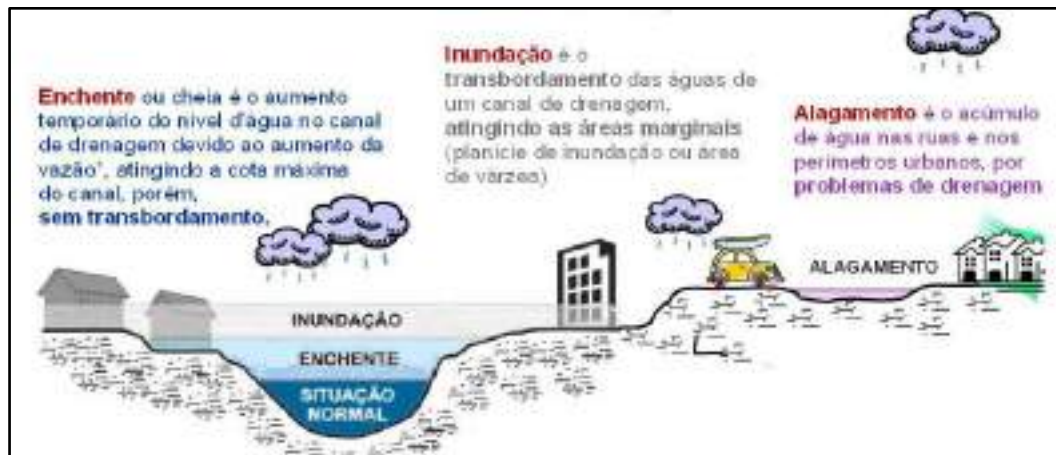 Enchente ou cheia é o aumento
temporário do nível d'água no canal
de drenagem devido ao aumento da
vazão", atingindo a cota máxima
do canal, porém,
sem transbordamento.
Inundação é o
transbordamento das águas de
um canal de drenagem,
atingindo as áreas marginais
(planície de inundação ou área
de várzea)
Alagamento é o acúmulo
de água nas ruas e nos
perímetros urbanos, por
problemas de drenagem
ALAGAMENTO
INUNDAÇÃO
ENCHENTE
SITUAÇÃO
NORMAL